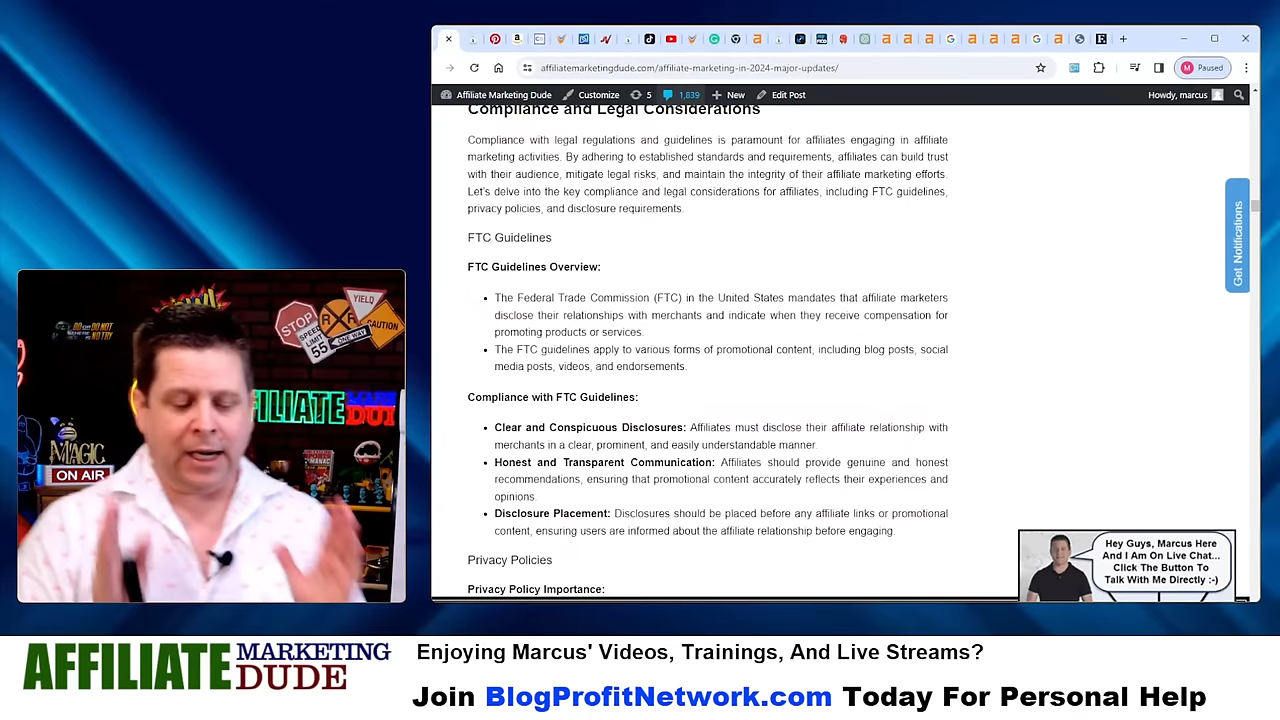 affiliatemarketingdude.com/affiliate-marketing-in-2024-major-updates/
Paused
Affiliate Marketing Dude Customize 5 1,839 New Edit Post Howdy, marcus
Compliance and Legal Considerations
Compliance with legal regulations and guidelines is paramount for affiliates engaging in affiliate
marketing activities. By adhering to established standards and requirements, affiliates can build trust
with their audience, mitigate legal risks, and maintain the integrity of their affiliate marketing efforts.
Let's delve into the key compliance and legal considerations for affiliates, including FTC guidelines,
privacy policies, and disclosure requirements.
FTC Guidelines
FTC Guidelines Overview:
The Federal Trade Commission (FTC) in the United States mandates that affiliate marketers
disclose their relationships with merchants and indicate when they receive compensation for
promoting products or services.
The FTC guidelines apply to various forms of promotional content, including blog posts, social
media posts, videos, and endorsements.
Compliance with FTC Guidelines:
Clear and Conspicuous Disclosures: Affiliates must disclose their affiliate relationship with
merchants in a clear, prominent, and easily understandable manner.
Honest and Transparent Communication: Affiliates should provide genuine and honest
recommendations, ensuring that promotional content accurately reflects their experiences and
opinions.
Disclosure Placement: Disclosures should be placed before any affiliate links or promotional
content, ensuring users are informed about the affiliate relationship before engaging.
Privacy Policies
Privacy Policy Importance:
Get Notifications
Hey Guys, Marcus Here
And I Am On Live Chat...
Click The Button To
Talk With Me Directly :-)
YIELD
STOP
SPEED
LIMIT
55
R R
ONE WAY
CAUTION
DO OR DO NOT
NO TRY
FILIATE
MAGIC
ON AIR
AFFILIATE MARKETING DUDE
Enjoying Marcus' Videos, Trainings, And Live Streams?
Join BlogProfitNetwork.com Today For Personal Help